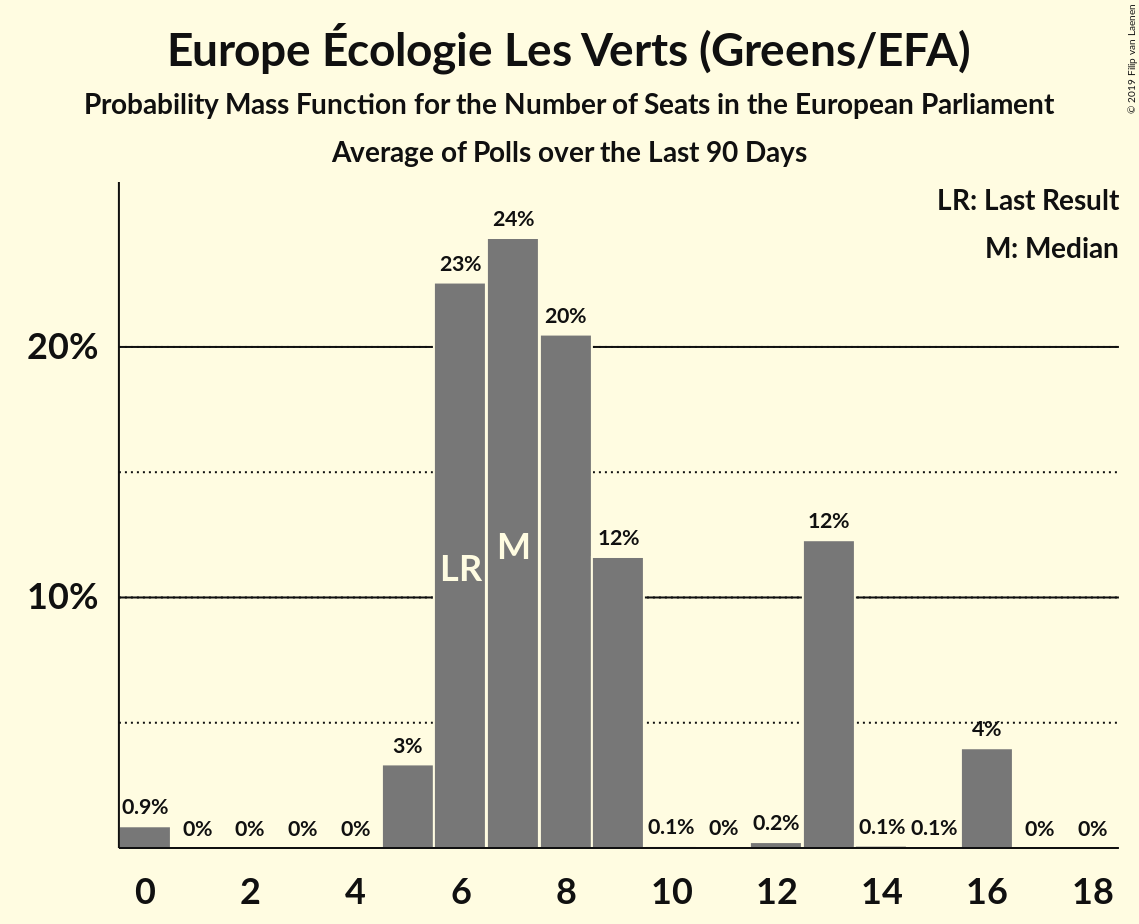 Europe Écologie Les Verts (Greens/EFA)
Probability Mass Function for the Number of Seats in the European Parliament
Average of Polls over the Last 90 Days
© 2019 Filip van Laenen
LR: Last Result
M: Median
20%
10%
0.9%
0%
0%
0%
0%
3%
23%
24%
20%
12%
0.1%
0%
0.2%
12%
0.1%
0.1%
4%
0%
0%
LR
M
0 2 4 6 8 10 12 14 16 18